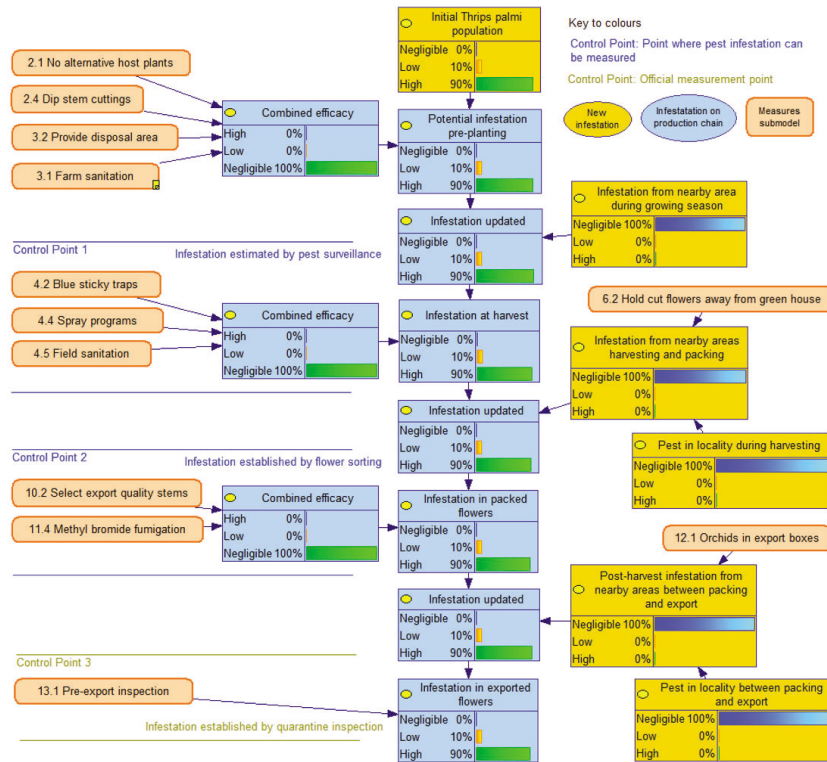 Initial Thrips palmi
population
Negligible 0%
Low 10%
High 90%
Key to colours
Control Point: Point where pest infestation can
be measured
Control Point: Official measurement point
New
infestation
Infestatation on
production chain
Measures
submodel
2.1 No alternative host plants
2.4 Dip stem cuttings
3.2 Provide disposal area
3.1 Farm sanitation
Combined efficacy
High 0%
Low 0%
Negligible 100%
Potential infestation
pre-planting
Negligible 0%
Low 10%
High 90%
Infestation from nearby area
during growing season
Negligible 100%
Low 0%
High 0%
Infestation updated
Negligible 0%
Low 10%
High 90%
Control Point 1
Infestation estimated by pest surveillance
4.2 Blue sticky traps
4.4 Spray programs
4.5 Field sanitation
Combined efficacy
High 0%
Low 0%
Negligible 100%
Infestation at harvest
Negligible 0%
Low 10%
High 90%
6.2 Hold cut flowers away from green house
Infestation from nearby areas
harvesting and packing
Negligible 100%
Low 0%
High 0%
Infestation updated
Negligible 0%
Low 10%
High 90%
Pest in locality during harvesting
Negligible 100%
Low 0%
High 0%
Control Point 2
Infestation established by flower sorting
10.2 Select export quality stems
11.4 Methyl bromide fumigation
Combined efficacy
High 0%
Low 0%
Negligible 100%
Infestation in packed
flowers
Negligible 0%
Low 10%
High 90%
12.1 Orchids in export boxes
Post-harvest infestation from
nearby areas between packing
and export
Negligible 100%
Low 0%
High 0%
Infestation updated
Negligible 0%
Low 10%
High 90%
Control Point 3
13.1 Pre-export inspection
Infestation established by quarantine inspection
Infestation in exported
flowers
Negligible 0%
Low 10%
High 90%
Pest in locality between packing
and export
Negligible 100%
Low 0%
High 0%